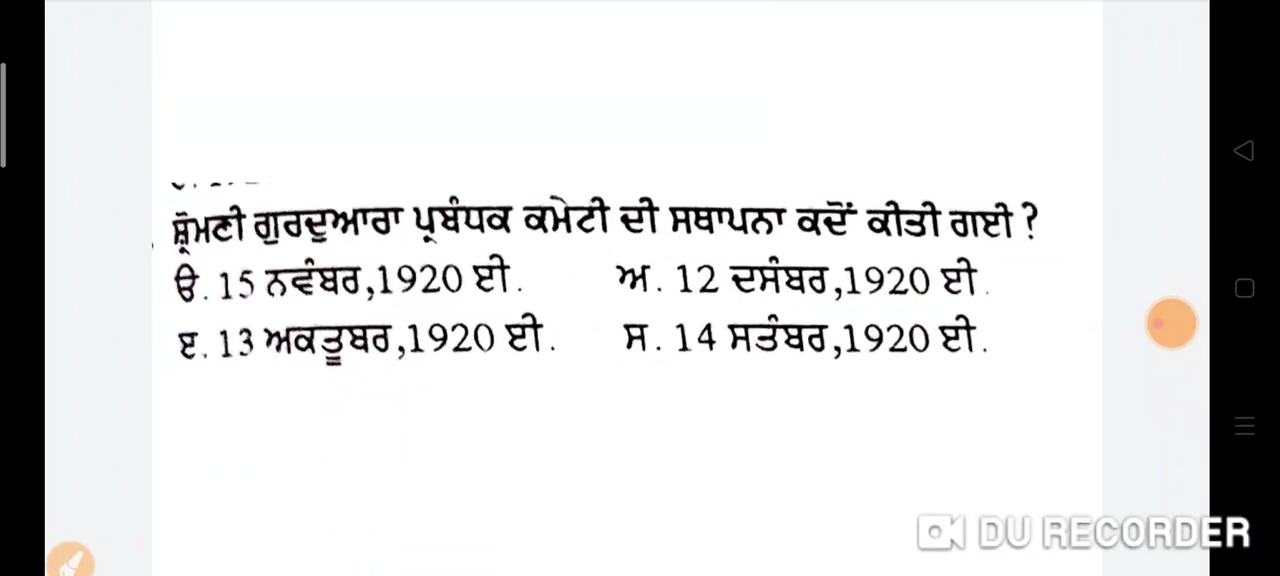 ਸ਼੍ਰੋਮਣੀ ਗੁਰਦੁਆਰਾ ਪ੍ਰਬੰਧਕ ਕਮੇਟੀ ਦੀ ਸਥਾਪਨਾ ਕਦੋਂ ਕੀਤੀ ਗਈ ?
ੳ. 15 ਨਵੰਬਰ,1920 ਈ. ਅ. 12 ਦਸੰਬਰ,1920 ਈ.
ੲ. 13 ਅਕਤੂਬਰ,1920 ਈ. ਸ. 14 ਸਤੰਬਰ,1920 ਈ.
DU RECORDER